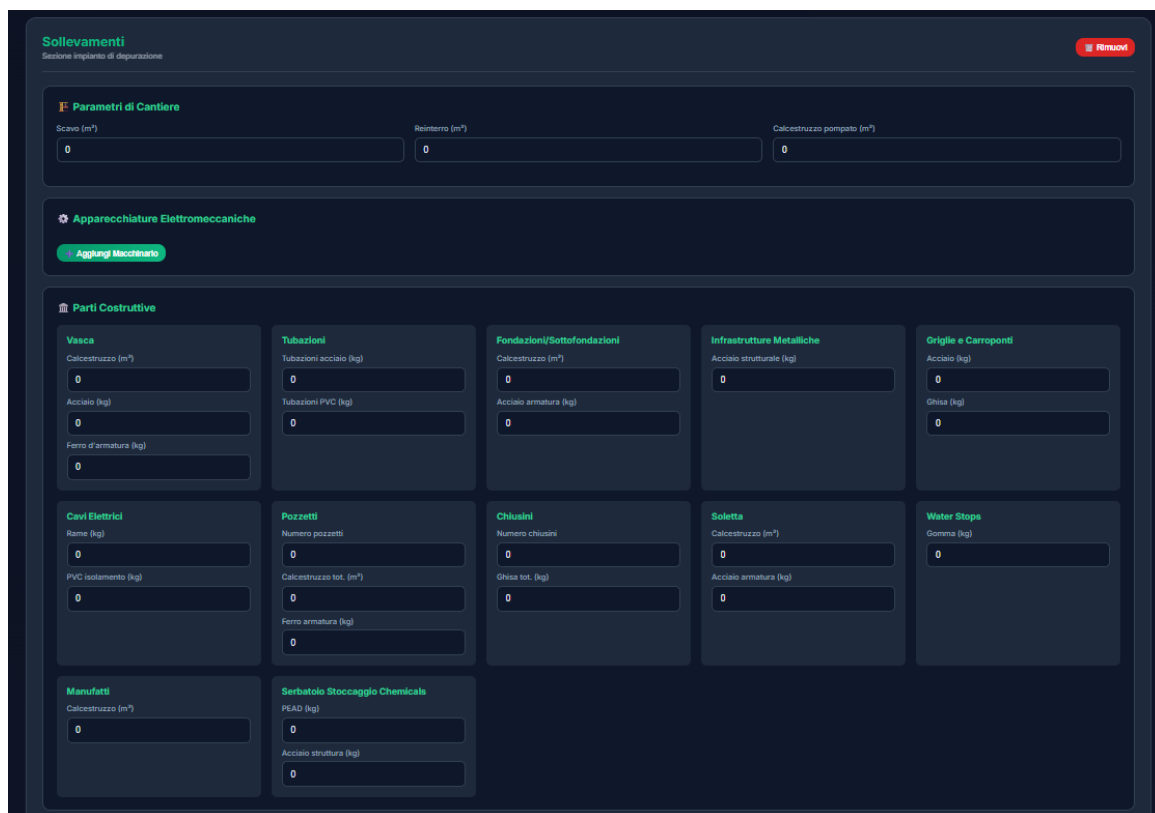 Sollevamenti
Sezione impianto di depurazione
Rimuovi
Parametri di Cantiere
Scavo (m³)
Reinterro (m³)
Calcestruzzo pompato (m³)
0
0
0
Apparecchiature Elettromeccaniche
+ Aggiungi Macchinario
Parti Costruttive
Vasca
Calcestruzzo (m³)
0
Acciaio (kg)
0
Ferro d'armatura (kg)
0
Tubazioni
Tubazioni acciaio (kg)
0
Tubazioni PVC (kg)
0
Fondazioni/Sottofondazioni
Calcestruzzo (m³)
0
Acciaio armatura (kg)
0
Infrastrutture Metalliche
Acciaio strutturale (kg)
0
Griglie e Carroponti
Acciaio (kg)
0
Ghisa (kg)
0
Cavi Elettrici
Rame (kg)
0
PVC isolamento (kg)
0
Pozzetti
Numero pozzetti
0
Calcestruzzo tot. (m³)
0
Ferro armatura (kg)
0
Chiusini
Numero chiusini
0
Ghisa tot. (kg)
0
Soletta
Calcestruzzo (m³)
0
Acciaio armatura (kg)
0
Water Stops
Gomma (kg)
0
Manufatti
Calcestruzzo (m³)
0
Serbatoio Stoccaggio Chemicals
PEAD (kg)
0
Acciaio struttura (kg)
0